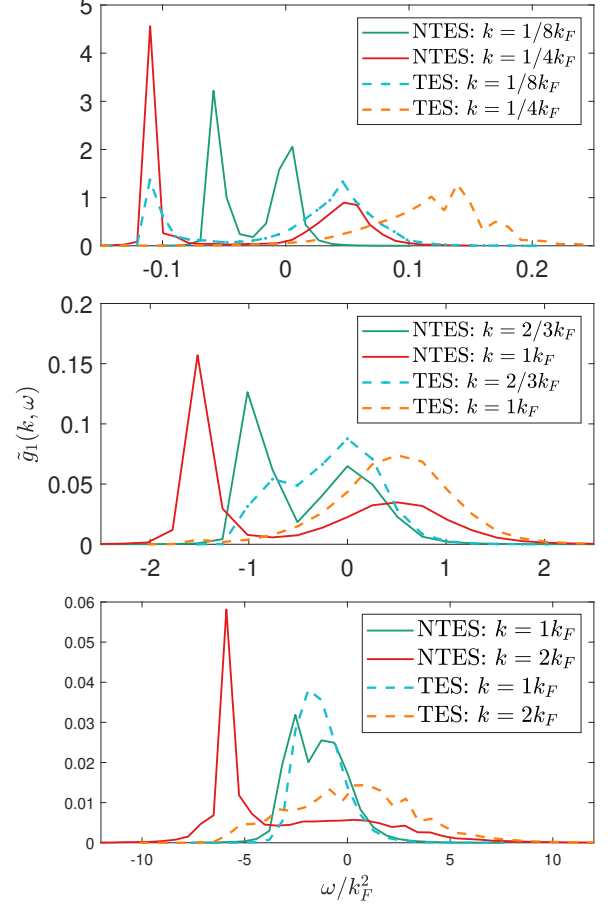 5
4
3
2
1
0
NTES: k = 1/8k_F
NTES: k = 1/4k_F
TES: k = 1/8k_F
TES: k = 1/4k_F
-0.1 0 0.1 0.2
0.2
0.15
0.1
0.05
0
NTES: k = 2/3k_F
NTES: k = 1k_F
TES: k = 2/3k_F
TES: k = 1k_F
g̃_1(k, ω)
-2 -1 0 1 2
0.06
0.05
0.04
0.03
0.02
0.01
0
NTES: k = 1k_F
NTES: k = 2k_F
TES: k = 1k_F
TES: k = 2k_F
-10 -5 0 5 10
ω/k_F^2